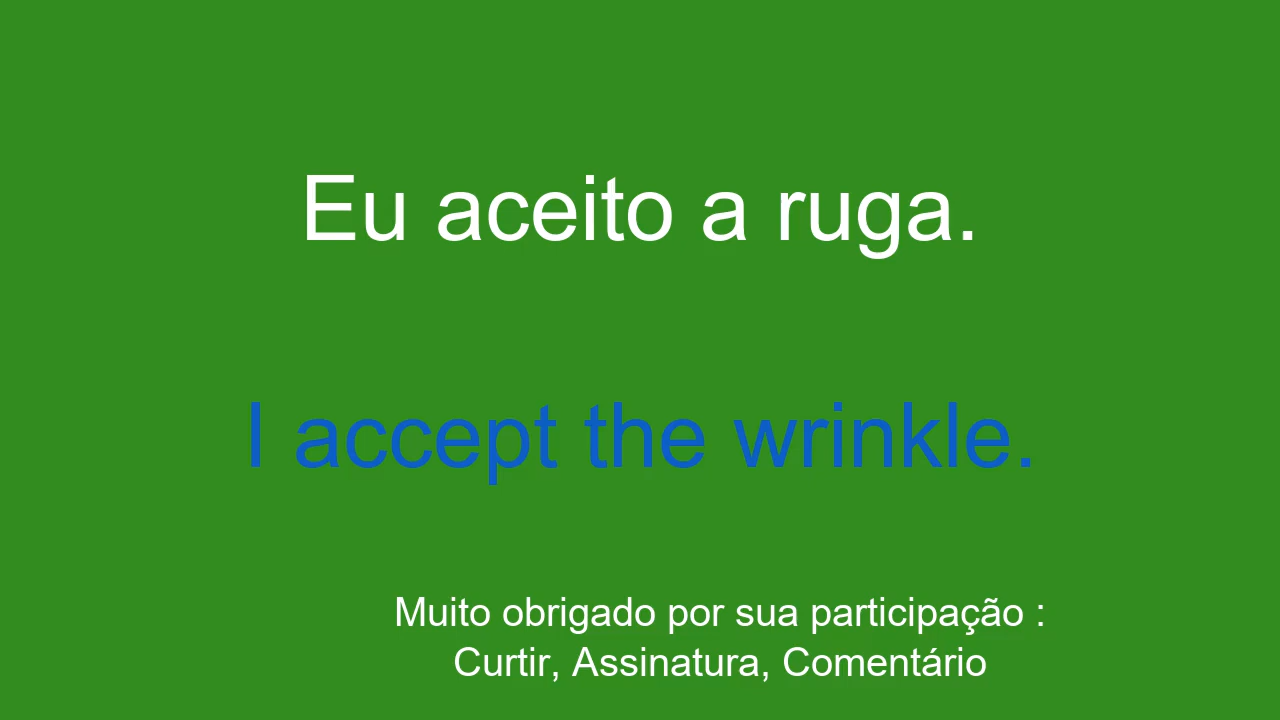 Eu aceito a ruga.
I accept the wrinkle.
Muito obrigado por sua participação :
Curtir, Assinatura, Comentário